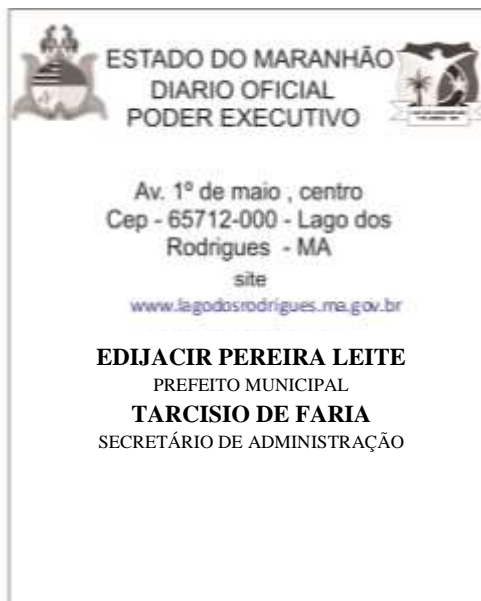 ESTADO DO MARANHÃO
DIARIO OFICIAL
PODER EXECUTIVO
Av. 1º de maio , centro
Cep - 65712-000 - Lago dos
Rodrigues - MA
site
www.lagodosrodrigues.ma.gov.br
EDIJACIR PEREIRA LEITE
PREFEITO MUNICIPAL
TARCISIO DE FARIA
SECRETÁRIO DE ADMINISTRAÇÃO